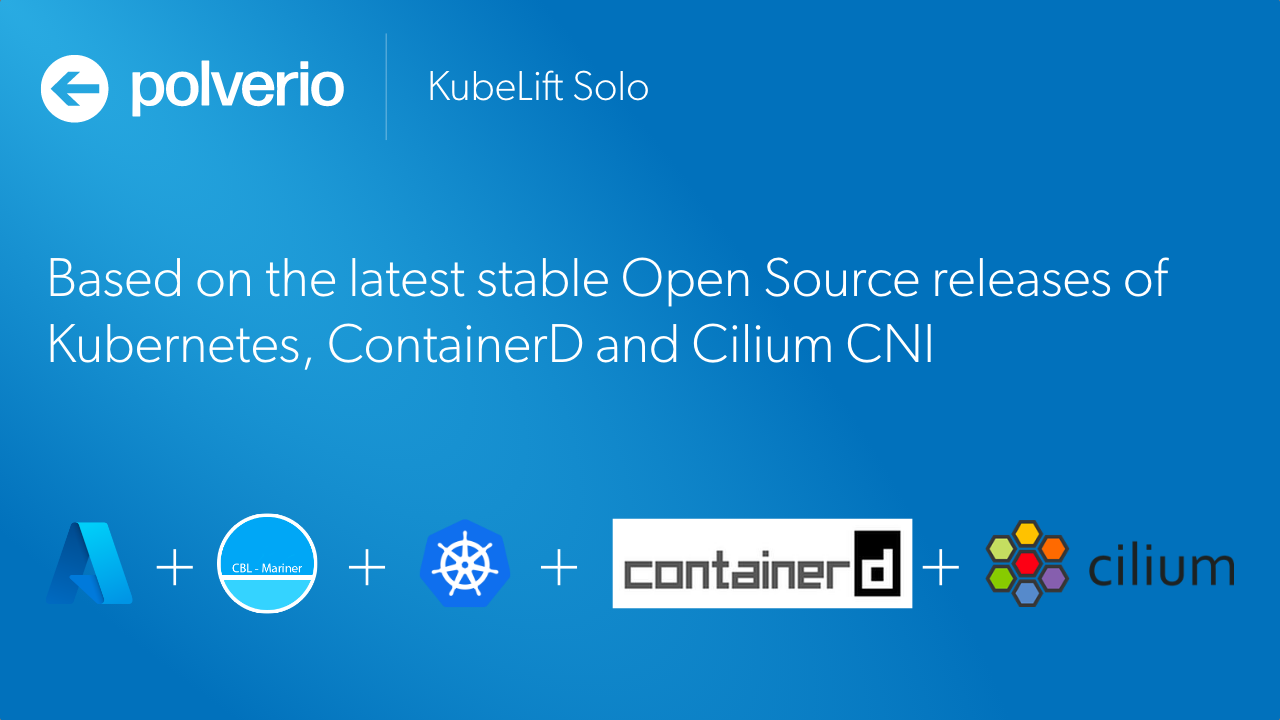 polverio
KubeLift Solo
Based on the latest stable Open Source releases of
Kubernetes, ContainerD and Cilium CNI
CBL - Mariner
containerd
cilium